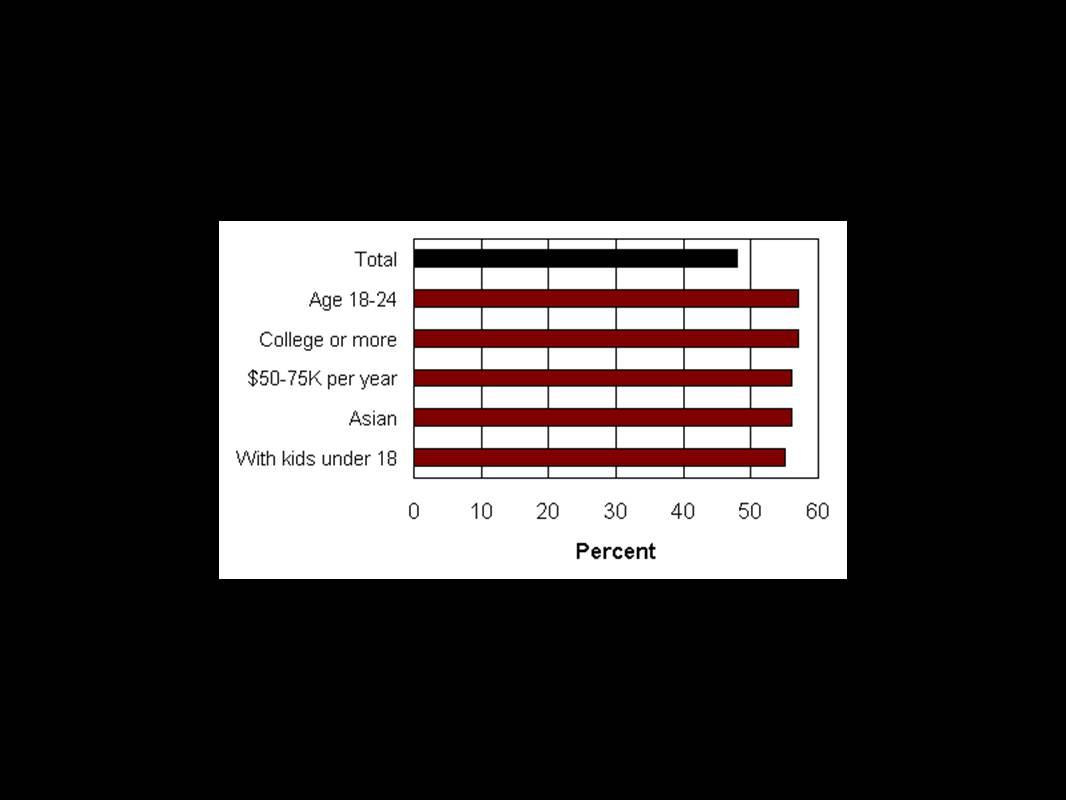 Total
Age 18-24
College or more
$50-75K per year
Asian
With kids under 18
0 10 20 30 40 50 60
Percent